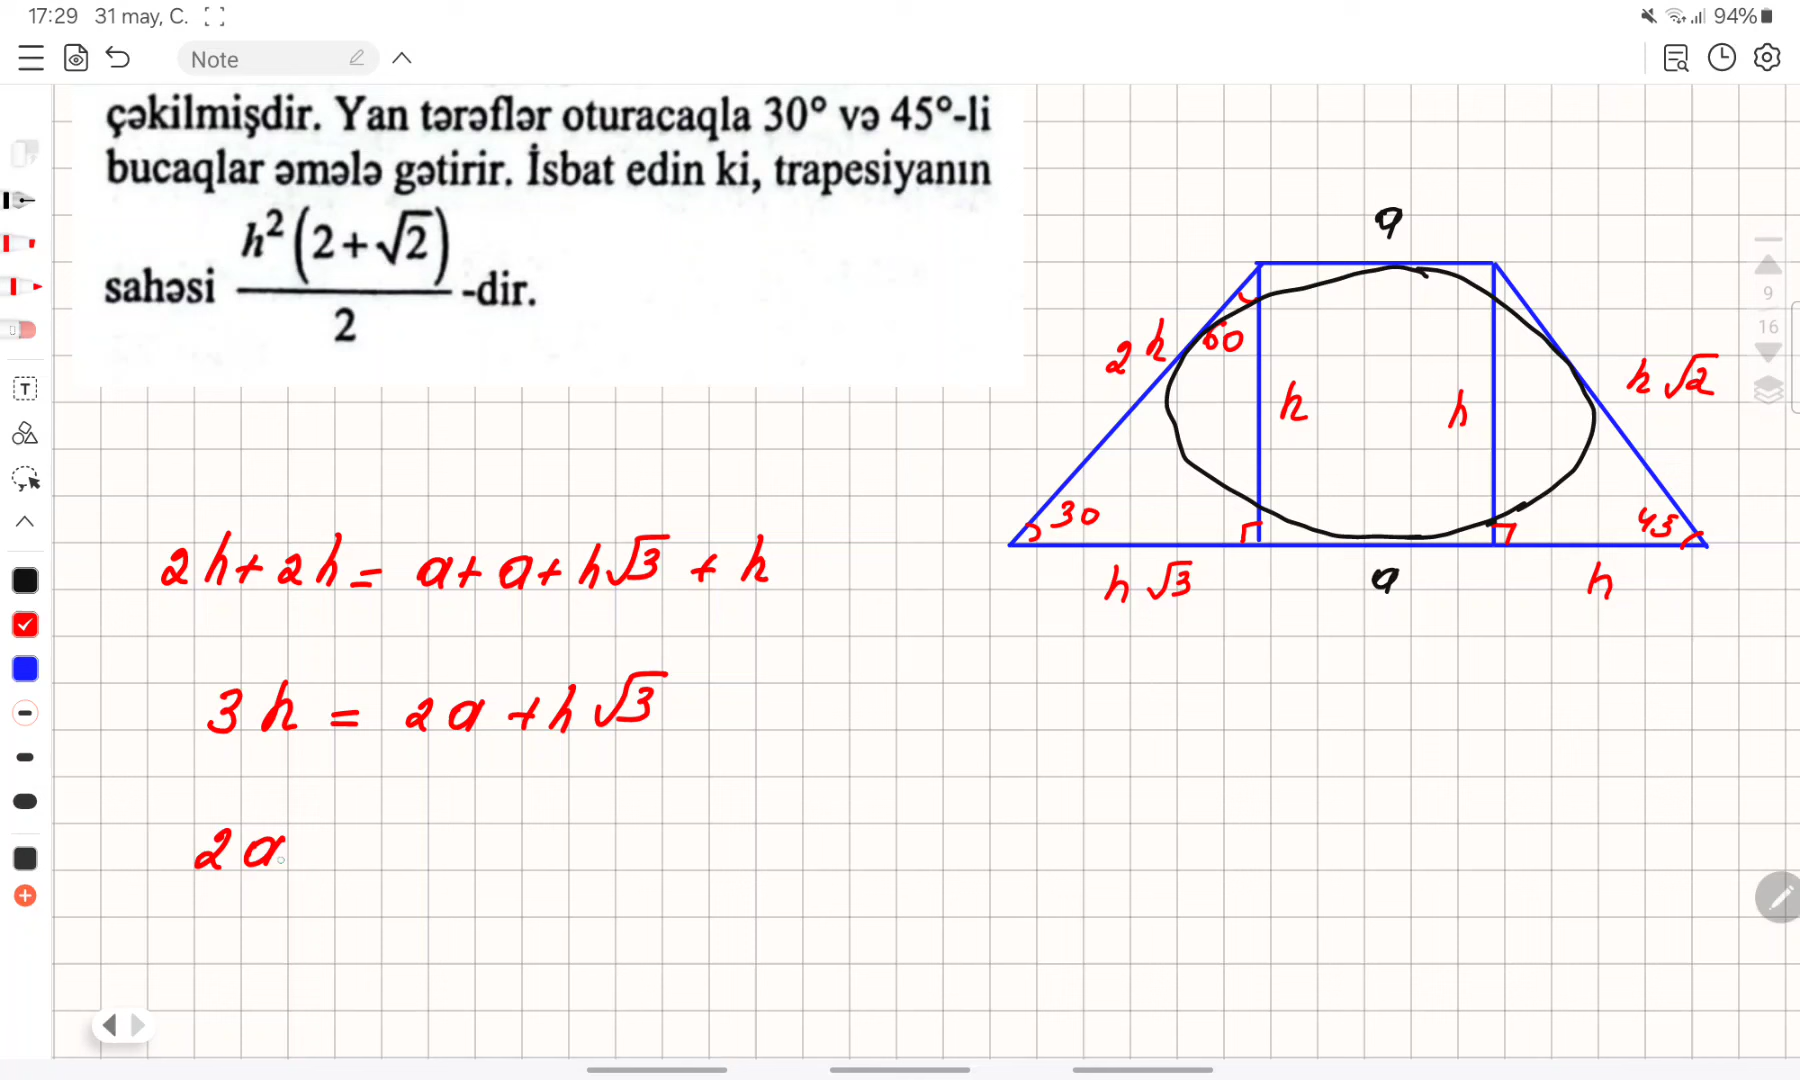 17:29 31 may, C.
94%
Note
çəkilmişdir. Yan tərəflər oturacaqla 30° və 45°-li
bucaqlar əmələ gətirir. İsbat edin ki, trapesiyanın
sahəsi h²(2+√2)/2 -dir.
a
2h
60
h
h
h√2
30
45
h√3
a
h
2h+2h= a+a+h√3 + h
3h = 2a+h√3
2a
9
16
T